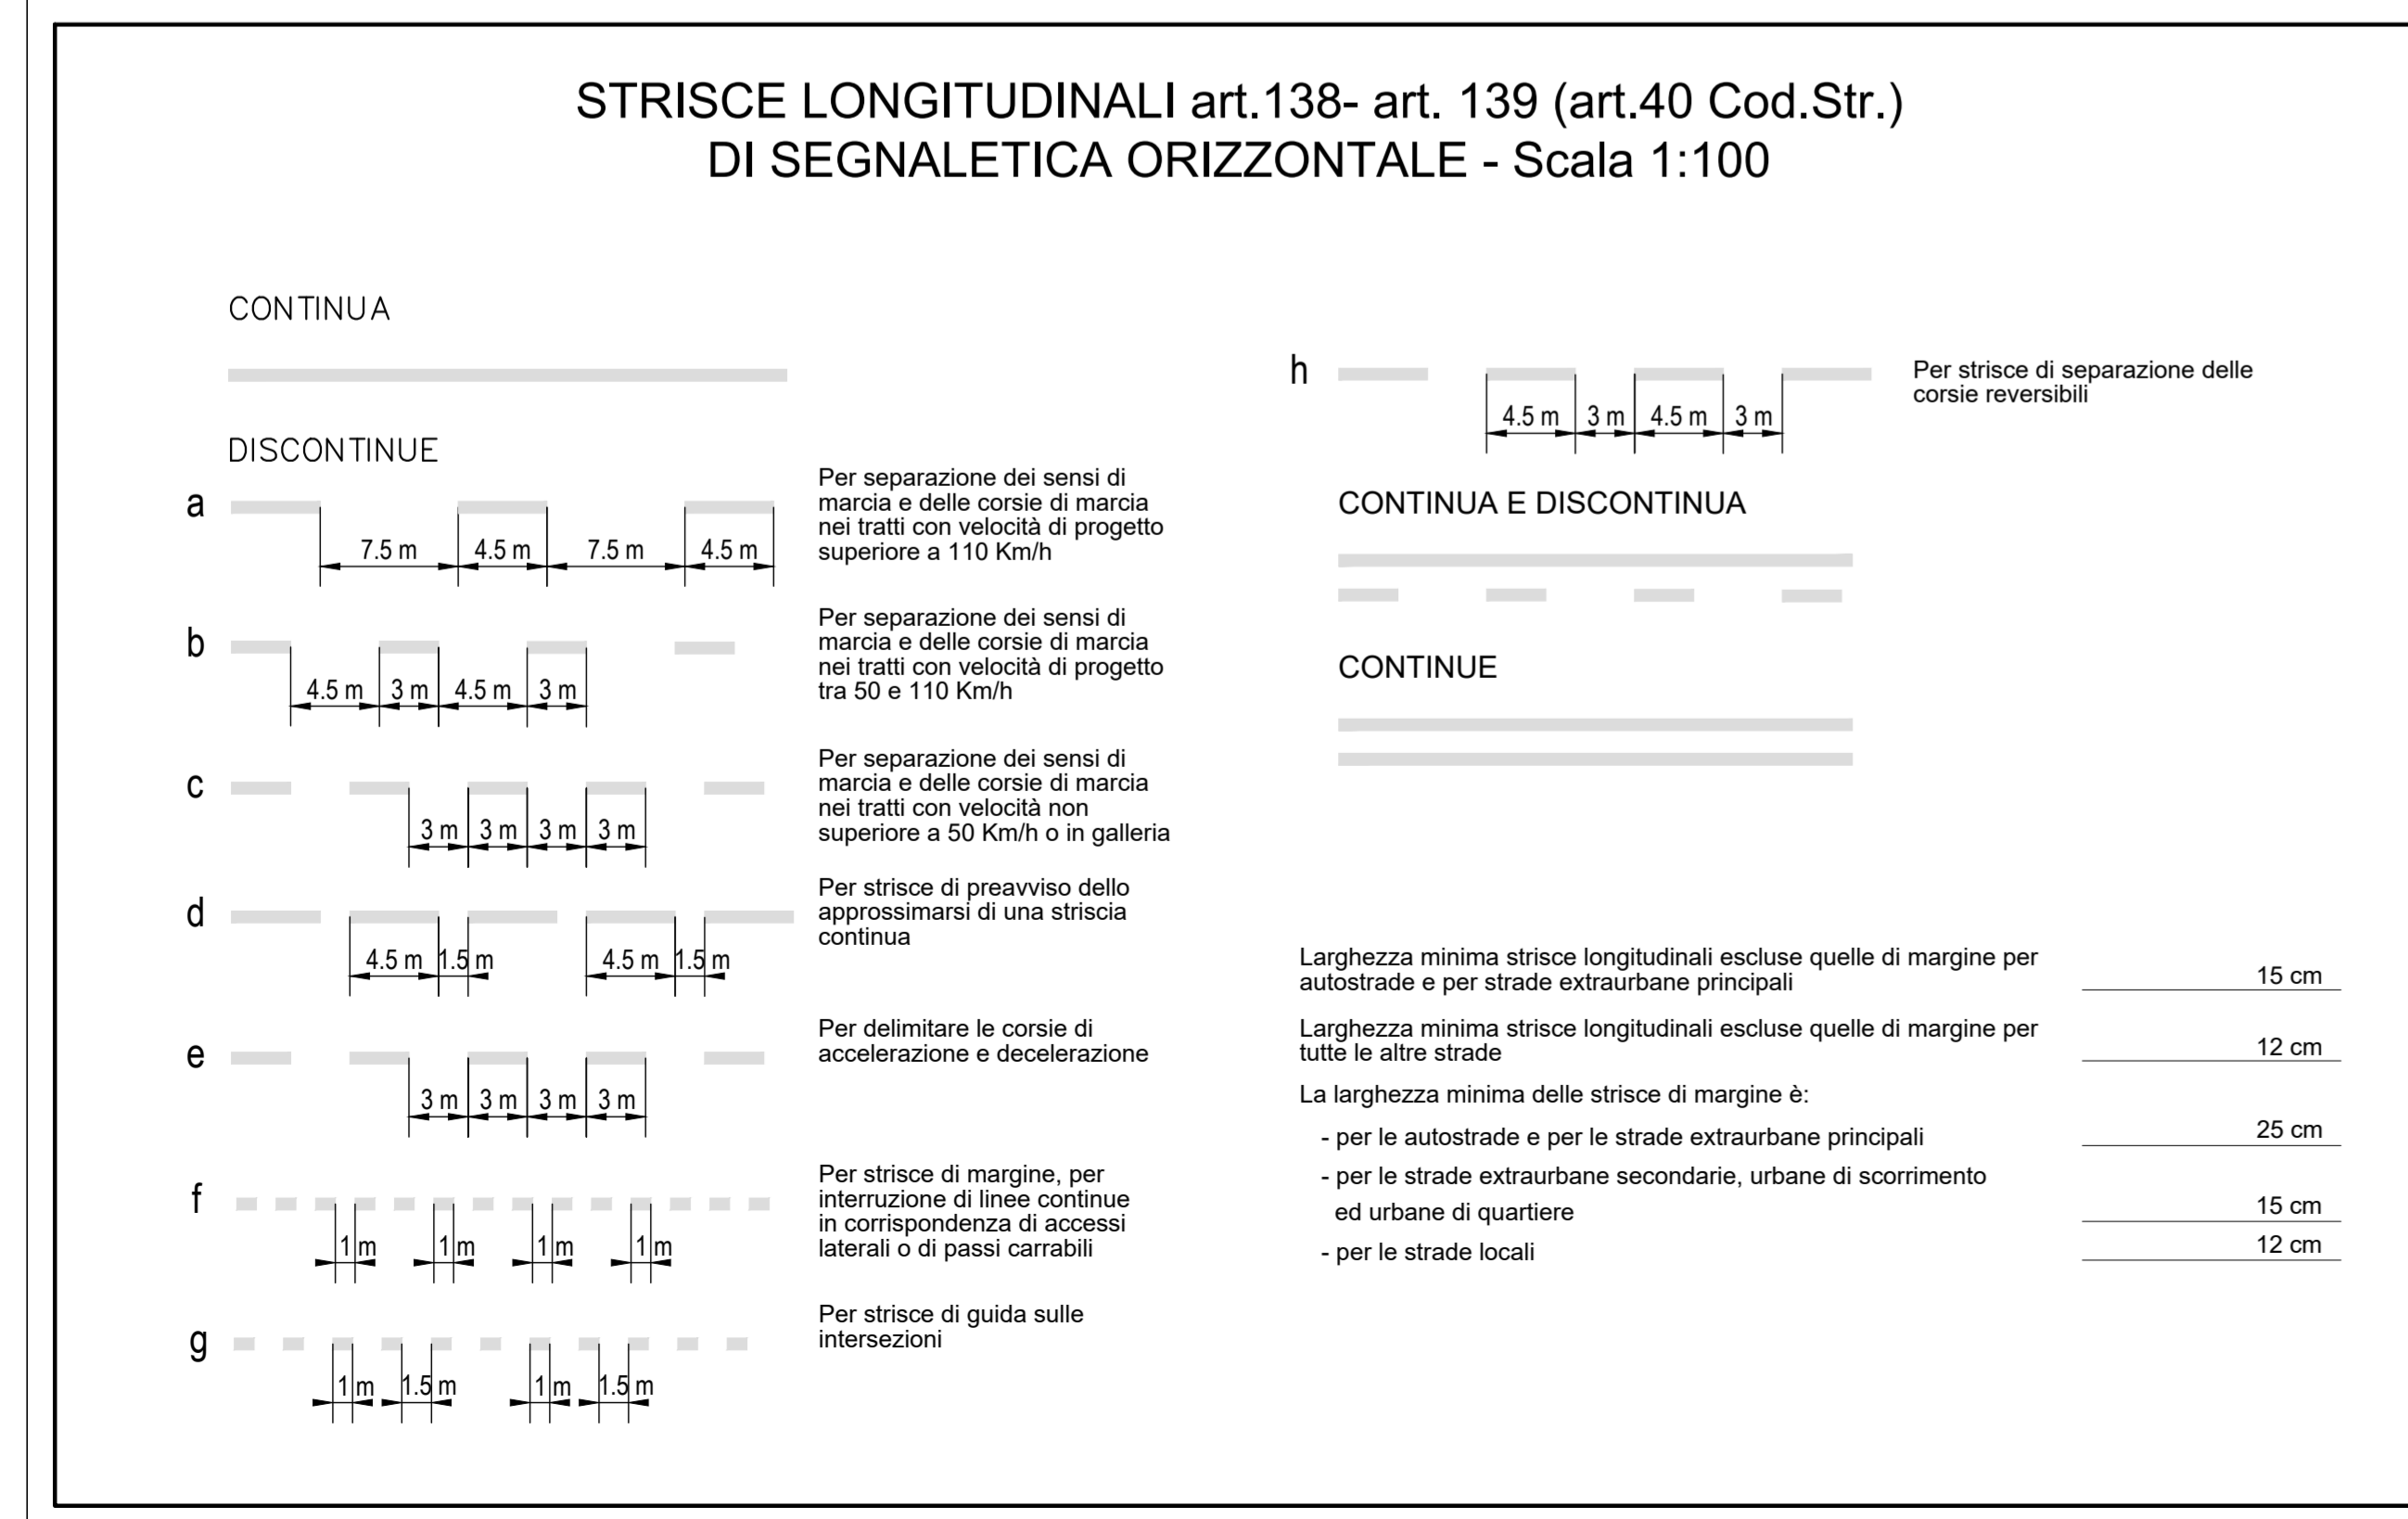 STRISCE LONGITUDINALI art.138- art. 139 (art.40 Cod.Str.)
DI SEGNALETICA ORIZZONTALE - Scala 1:100
CONTINUA
DISCONTINUE
a
7.5 m 4.5 m 7.5 m 4.5 m
Per separazione dei sensi di
marcia e delle corsie di marcia
nei tratti con velocità di progetto
superiore a 110 Km/h
b
4.5 m 3 m 4.5 m 3 m
Per separazione dei sensi di
marcia e delle corsie di marcia
nei tratti con velocità di progetto
tra 50 e 110 Km/h
c
3 m 3 m 3 m 3 m
Per separazione dei sensi di
marcia e delle corsie di marcia
nei tratti con velocità non
superiore a 50 Km/h o in galleria
d
4.5 m 1.5 m 4.5 m 1.5 m
Per strisce di preavviso dello
approssimarsi di una striscia
continua
e
3 m 3 m 3 m 3 m
Per delimitare le corsie di
accelerazione e decelerazione
f
1 m 1 m 1 m 1 m
Per strisce di margine, per
interruzione di linee continue
in corrispondenza di accessi
laterali o di passi carrabili
g
1 m 1.5 m 1 m 1.5 m
Per strisce di guida sulle
intersezioni
h
4.5 m 3 m 4.5 m 3 m
Per strisce di separazione delle
corsie reversibili
CONTINUA E DISCONTINUA
CONTINUE
Larghezza minima strisce longitudinali escluse quelle di margine per
autostrade e per strade extraurbane principali 15 cm
Larghezza minima strisce longitudinali escluse quelle di margine per
tutte le altre strade 12 cm
La larghezza minima delle strisce di margine è:
- per le autostrade e per le strade extraurbane principali 25 cm
- per le strade extraurbane secondarie, urbane di scorrimento
ed urbane di quartiere 15 cm
- per le strade locali 12 cm